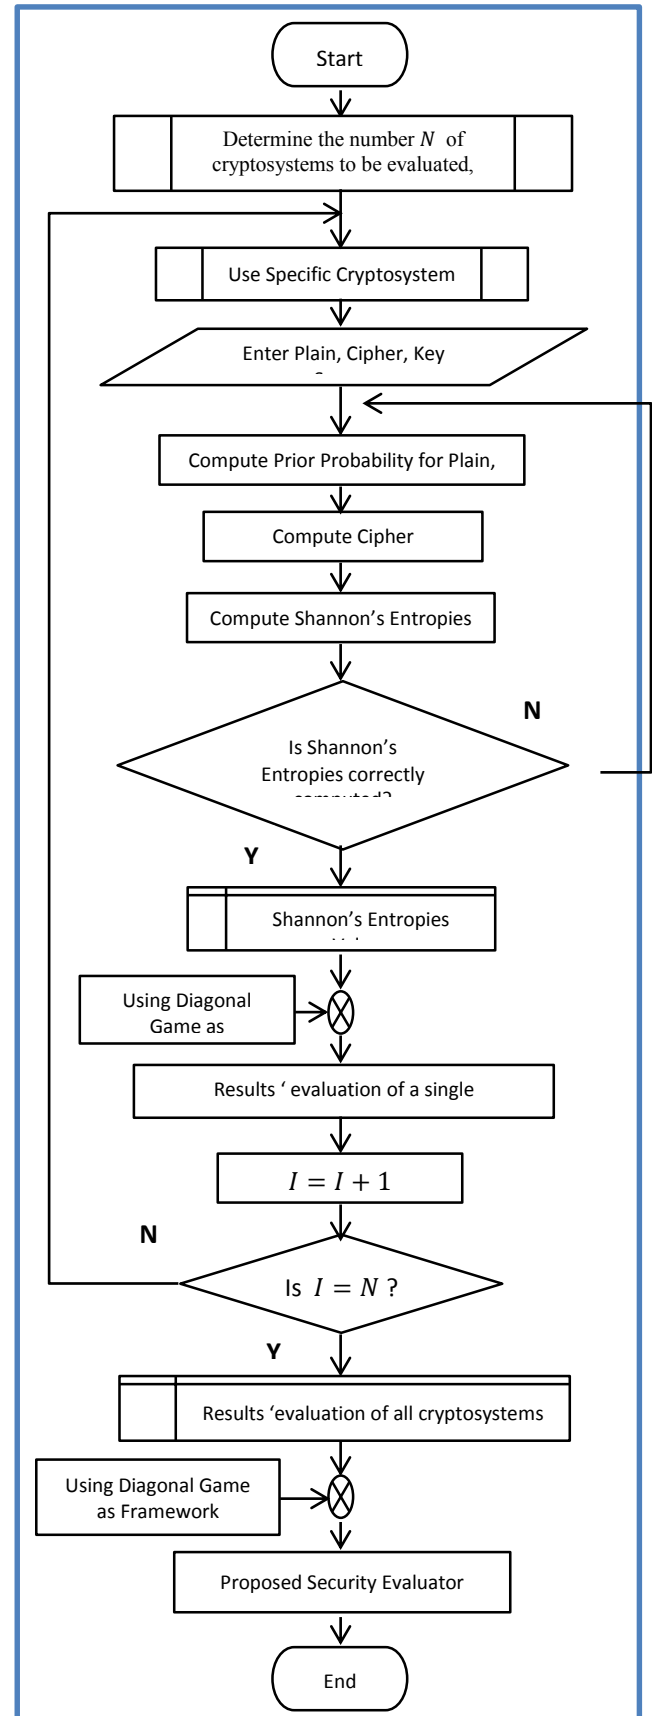 Start
Determine the number N of
cryptosystems to be evaluated,
Use Specific Cryptosystem
Enter Plain, Cipher, Key
Compute Prior Probability for Plain,
Compute Cipher
Compute Shannon’s Entropies
N
Is Shannon’s
Entropies correctly
computed?
Y
Shannon’s Entropies
Using Diagonal
Game as
Results ‘ evaluation of a single
I = I + 1
N
Is I = N ?
Y
Results ‘evaluation of all cryptosystems
Using Diagonal Game
as Framework
Proposed Security Evaluator
End